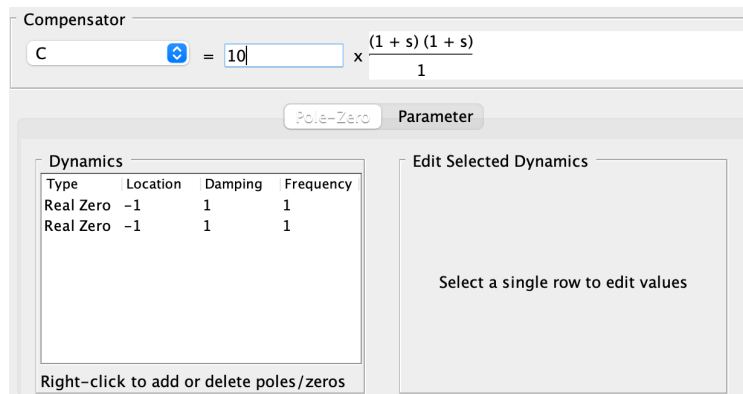 Compensator
C = 10 x (1 + s) (1 + s)
1
Pole-Zero Parameter
Dynamics
Type Location Damping Frequency
Real Zero -1 1 1
Real Zero -1 1 1
Right-click to add or delete poles/zeros
Edit Selected Dynamics
Select a single row to edit values